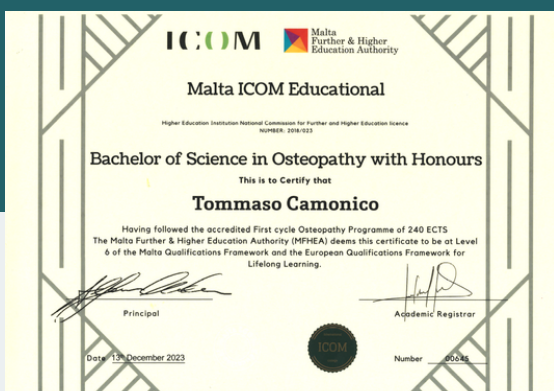 ICOM
Malta
Further & Higher
Education Authority
Malta ICOM Educational
Higher Education Institution National Commission for Further and Higher Education licence
NUMBER: 2018/023
Bachelor of Science in Osteopathy with Honours
This is to Certify that
Tommaso Camonico
Having followed the accredited First cycle Osteopathy Programme of 240 ECTS
The Malta Further & Higher Education Authority (MFHEA) deems this certificate to be at Level
6 of the Malta Qualifications Framework and the European Qualifications Framework for
Lifelong Learning.
Principal
Academic Registrar
Date 13th December 2023
ICOM
Number 00645